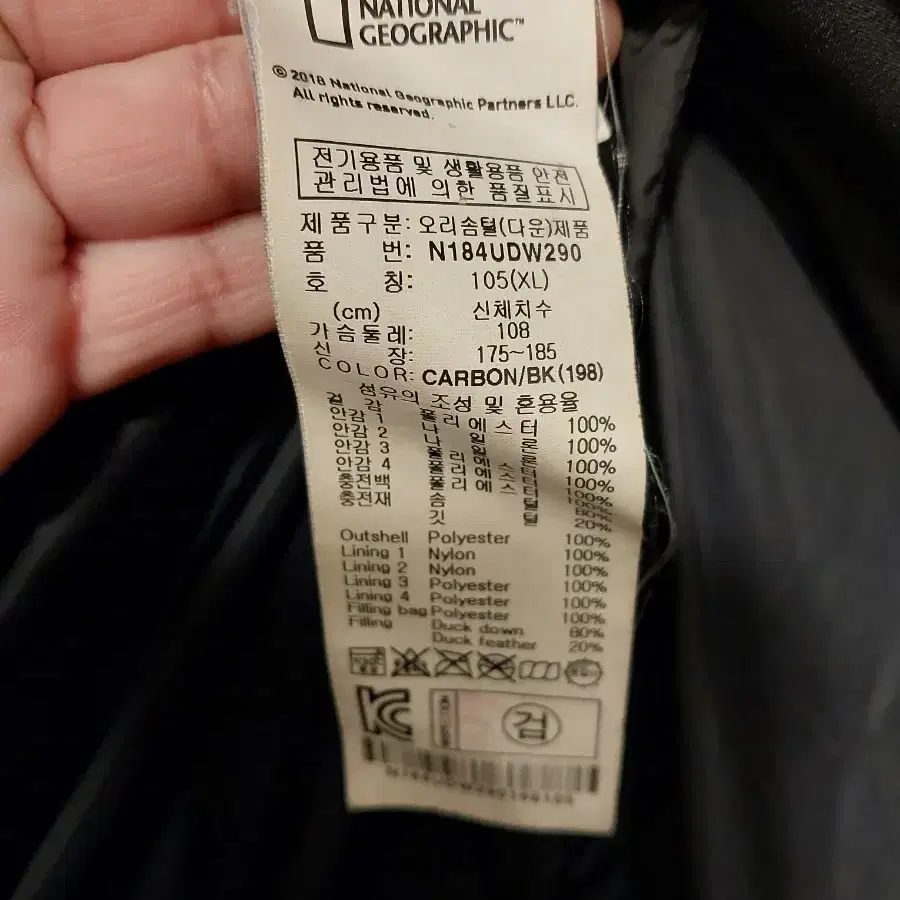 NATIONAL
GEOGRAPHIC™
© 2018 National Geographic Partners LLC.
All rights reserved.
전기용품 및 생활용품 안전
관리법에 의한 품질표시
제품구분: 오리솜털(다운)제품
품 번: N184UDW290
호 칭: 105(XL)
(cm) 신체치수
가슴둘레: 108
신 장: 175~185
COLOR: CARBON/BK(198)
섬유의 조성 및 혼용율
겉 감 폴리에스터 100%
안감 1 나일론 100%
안감 2 나일론 100%
안감 3 폴리에스터 100%
안감 4 폴리에스터 100%
충전백 폴리에스터 100%
충전재 솜털 80%
깃털 20%
Outshell Polyester 100%
Lining 1 Nylon 100%
Lining 2 Nylon 100%
Lining 3 Polyester 100%
Lining 4 Polyester 100%
Filling bag Polyester 100%
Filling Duck down 80%
Duck feather 20%
검